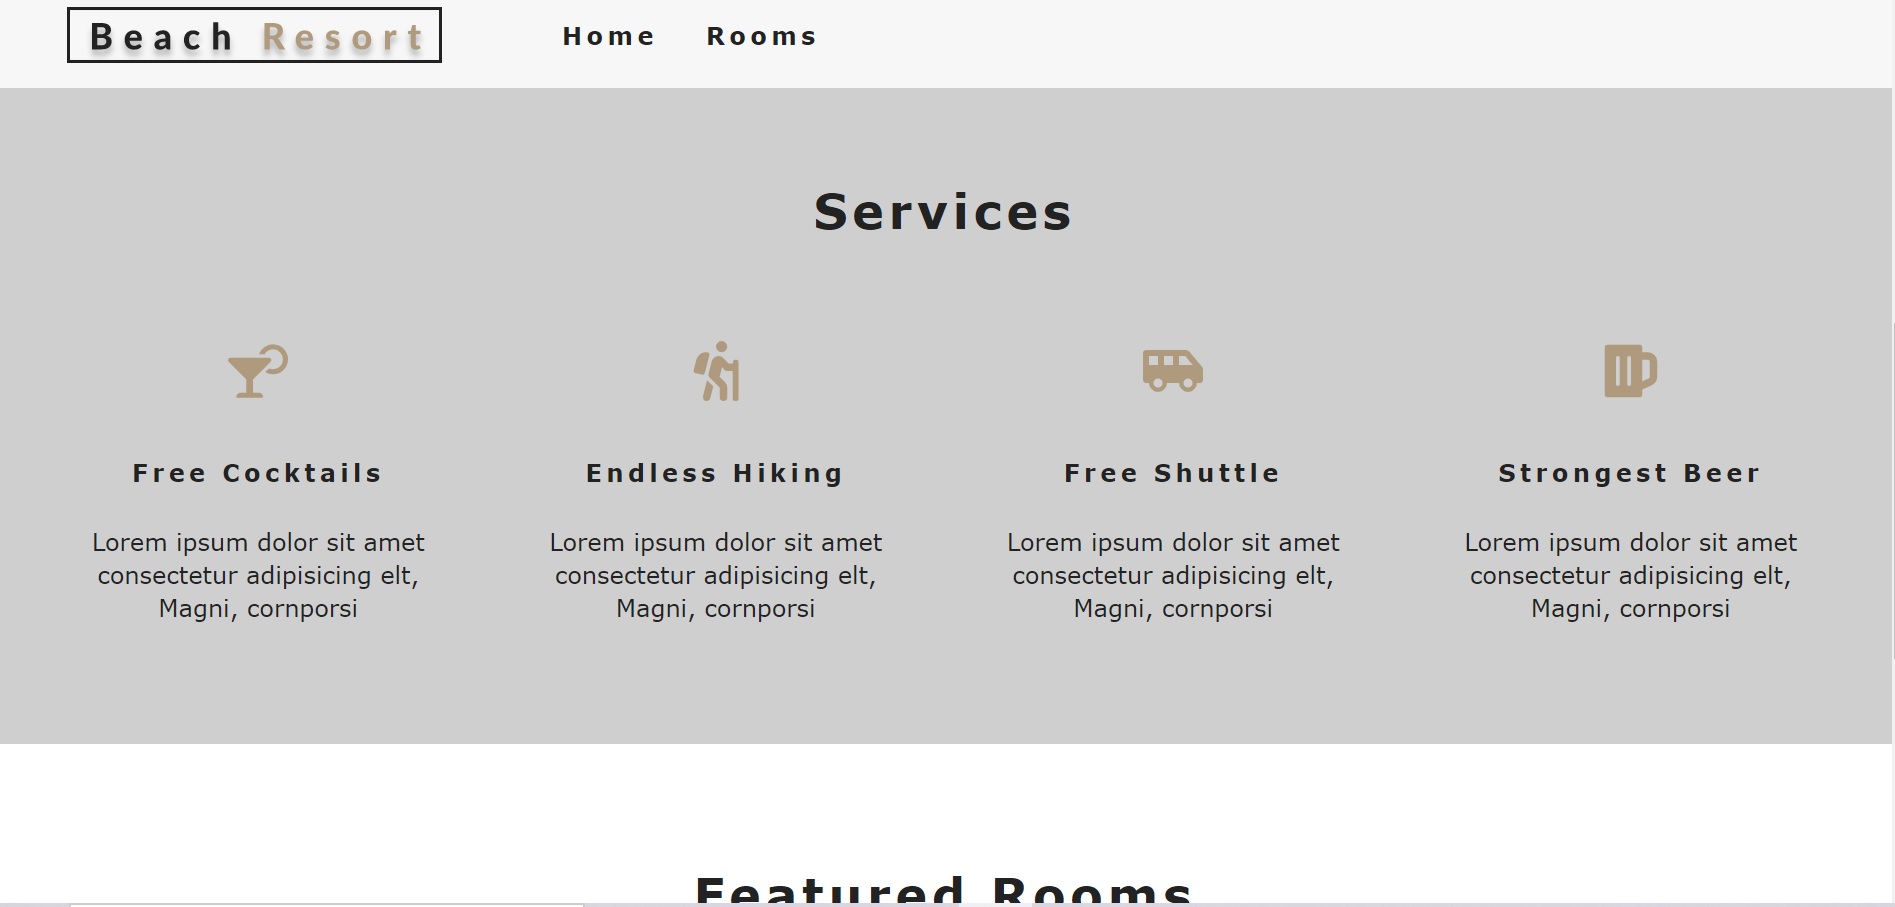 Beach Resort
Home Rooms
Services
Free Cocktails
Lorem ipsum dolor sit amet
consectetur adipisicing elt,
Magni, cornporsi
Endless Hiking
Lorem ipsum dolor sit amet
consectetur adipisicing elt,
Magni, cornporsi
Free Shuttle
Lorem ipsum dolor sit amet
consectetur adipisicing elt,
Magni, cornporsi
Strongest Beer
Lorem ipsum dolor sit amet
consectetur adipisicing elt,
Magni, cornporsi
Featured Rooms